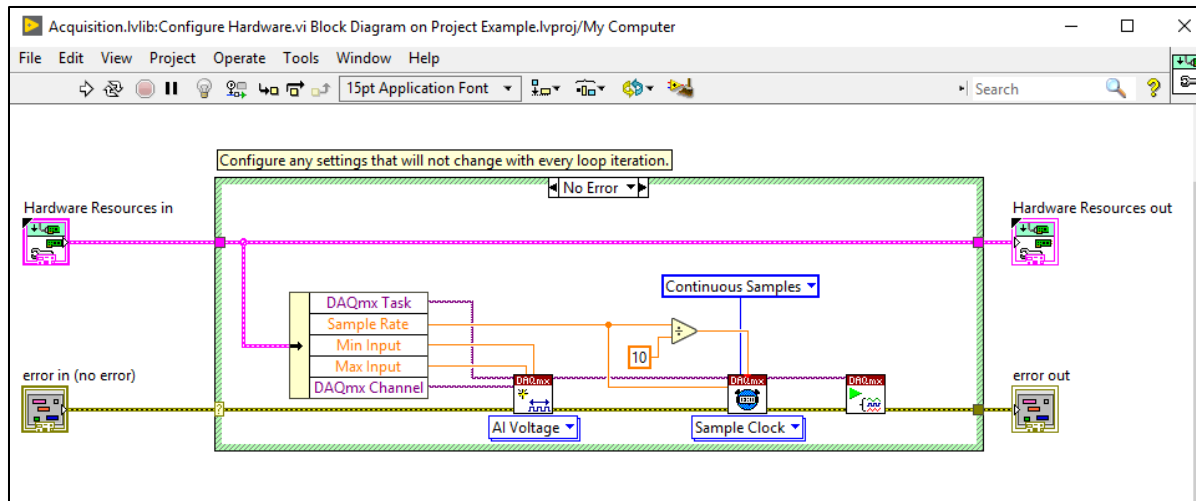 Acquisition.lvlib:Configure Hardware.vi Block Diagram on Project Example.lvproj/My Computer
File Edit View Project Operate Tools Window Help
15pt Application Font
Search
Configure any settings that will not change with every loop iteration.
No Error
Hardware Resources in
Hardware Resources out
Continuous Samples
DAQmx Task
Sample Rate
Min Input
Max Input
DAQmx Channel
10
error in (no error)
error out
DAQmx
DAQmx
DAQmx
AI Voltage
Sample Clock